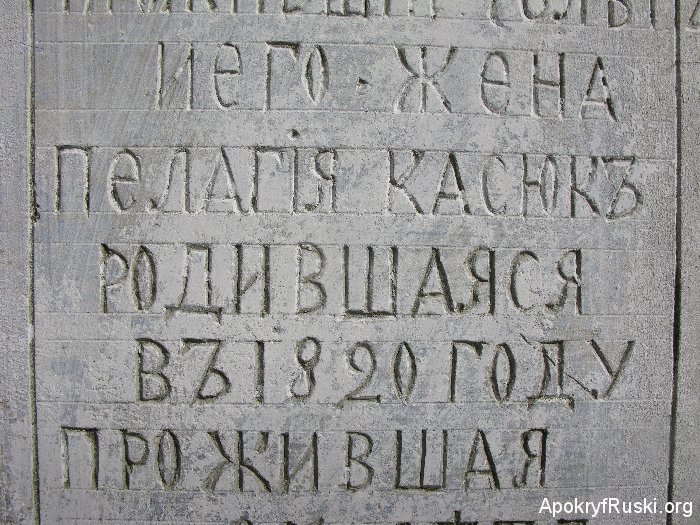 ИЕГО · ЖЕНА
ПЕЛАГІЯ КАСЮКЪ
РОДИВШАЯСЯ
ВЪ 1820 ГОДУ
ПРОЖИВШАЯ
ApokryfRuski.org